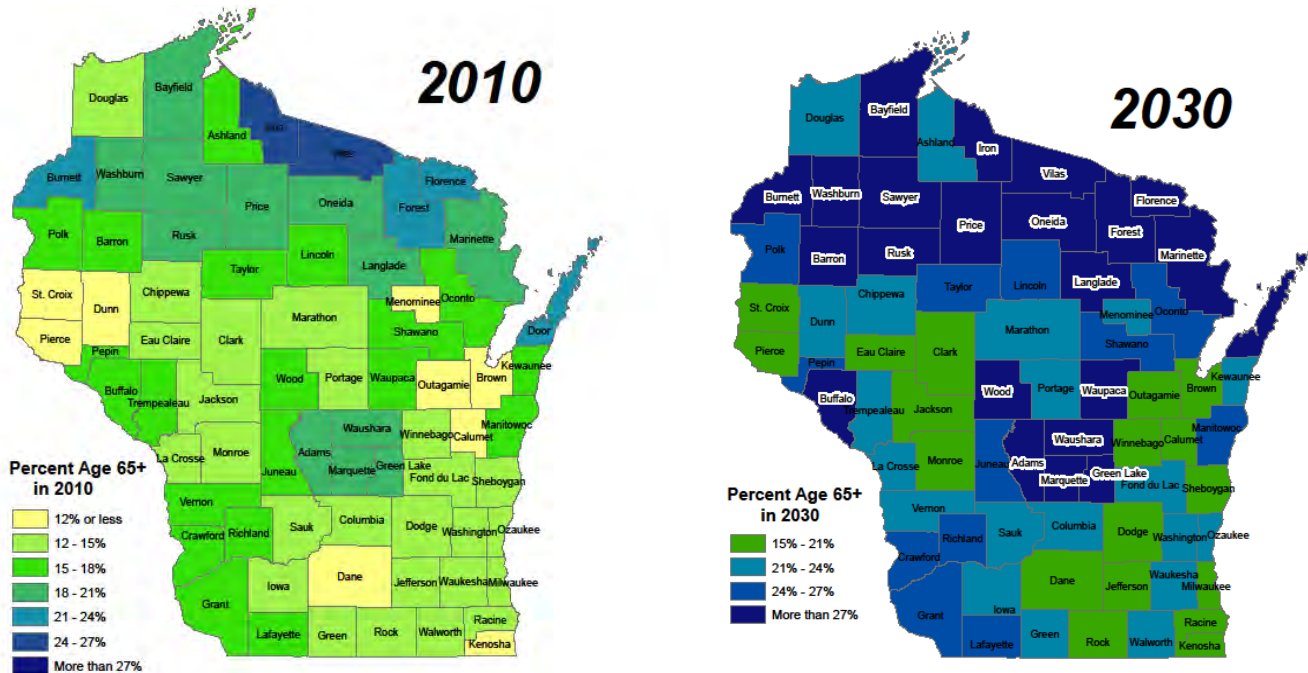 2010
Douglas
Bayfield
Ashland
Burnett
Washburn
Sawyer
Florence
Forest
Price
Oneida
Polk
Barron
Rusk
Marinette
Lincoln
Taylor
Langlade
St. Croix
Dunn
Chippewa
Menominee
Oconto
Marathon
Pierce
Eau Claire
Clark
Shawano
Door
Pepin
Buffalo
Trempealeau
Jackson
Wood
Portage
Waupaca
Outagamie
Brown
Kewaunee
Waushara
Winnebago
Calumet
Manitowoc
La Crosse
Monroe
Adams
Juneau
Marquette
Green Lake
Fond du Lac
Sheboygan
Vernon
Crawford
Richland
Sauk
Columbia
Dodge
Washington
Ozaukee
Grant
Iowa
Dane
Jefferson
Waukesha
Milwaukee
Lafayette
Green
Rock
Walworth
Racine
Kenosha
Percent Age 65+
in 2010
12% or less
12 - 15%
15 - 18%
18 - 21%
21 - 24%
24 - 27%
More than 27%
2030
Douglas
Bayfield
Ashland
Iron
Vilas
Burnett
Washburn
Sawyer
Florence
Price
Oneida
Forest
Polk
Barron
Rusk
Marinette
Taylor
Lincoln
Langlade
St. Croix
Dunn
Chippewa
Menominee
Oconto
Marathon
Pierce
Eau Claire
Clark
Shawano
Pepin
Buffalo
Trempealeau
Jackson
Wood
Portage
Waupaca
Outagamie
Brown
Kewaunee
Waushara
Winnebago
Calumet
Manitowoc
La Crosse
Monroe
Juneau
Adams
Marquette
Green Lake
Fond du Lac
Sheboygan
Vernon
Crawford
Richland
Sauk
Columbia
Dodge
Washington
Ozaukee
Grant
Iowa
Dane
Jefferson
Waukesha
Milwaukee
Lafayette
Green
Rock
Walworth
Racine
Kenosha
Percent Age 65+
in 2030
15% - 21%
21% - 24%
24% - 27%
More than 27%